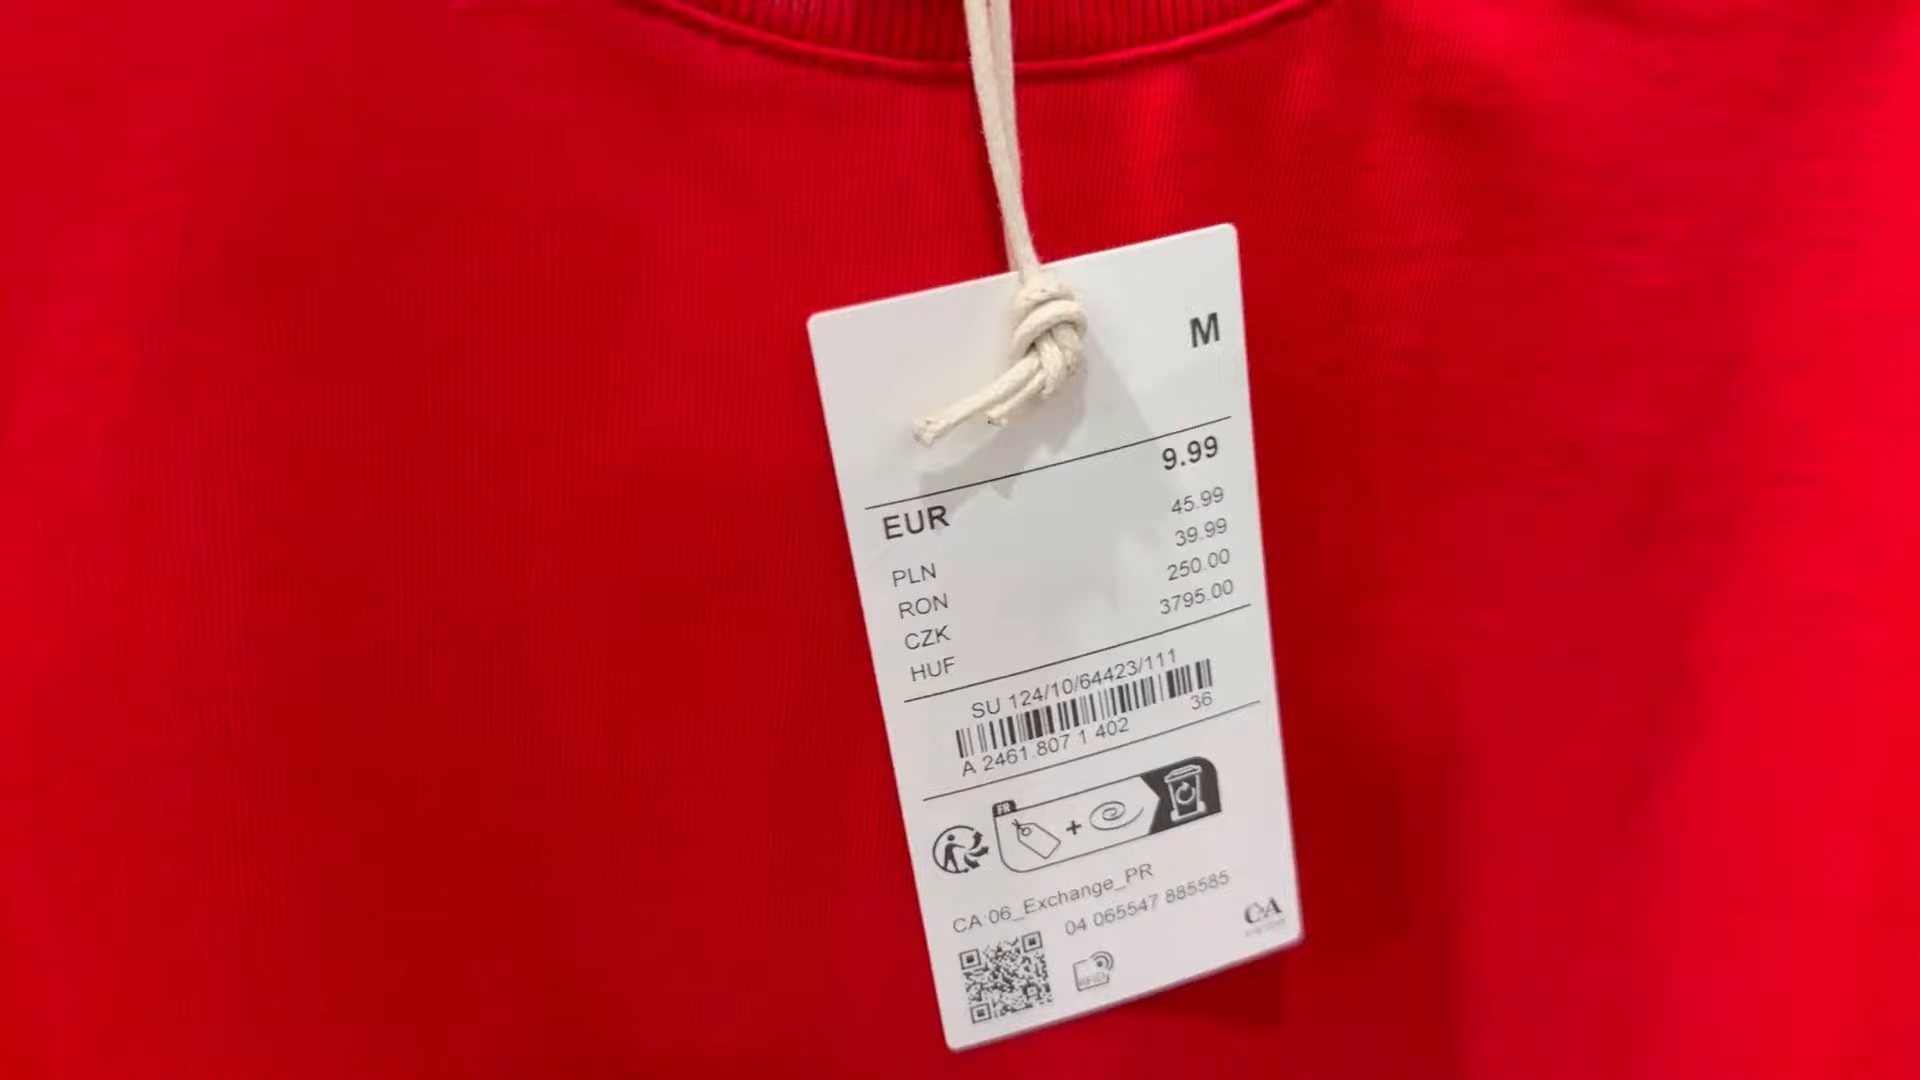 M
EUR 9.99
PLN 45.99
RON 39.99
CZK 250.00
HUF 3795.00
SU 124/10/64423/111
A 2461.807 1 402 36
FR
+
CA 06_Exchange_PR
04 065547 885585
RFID
C&A